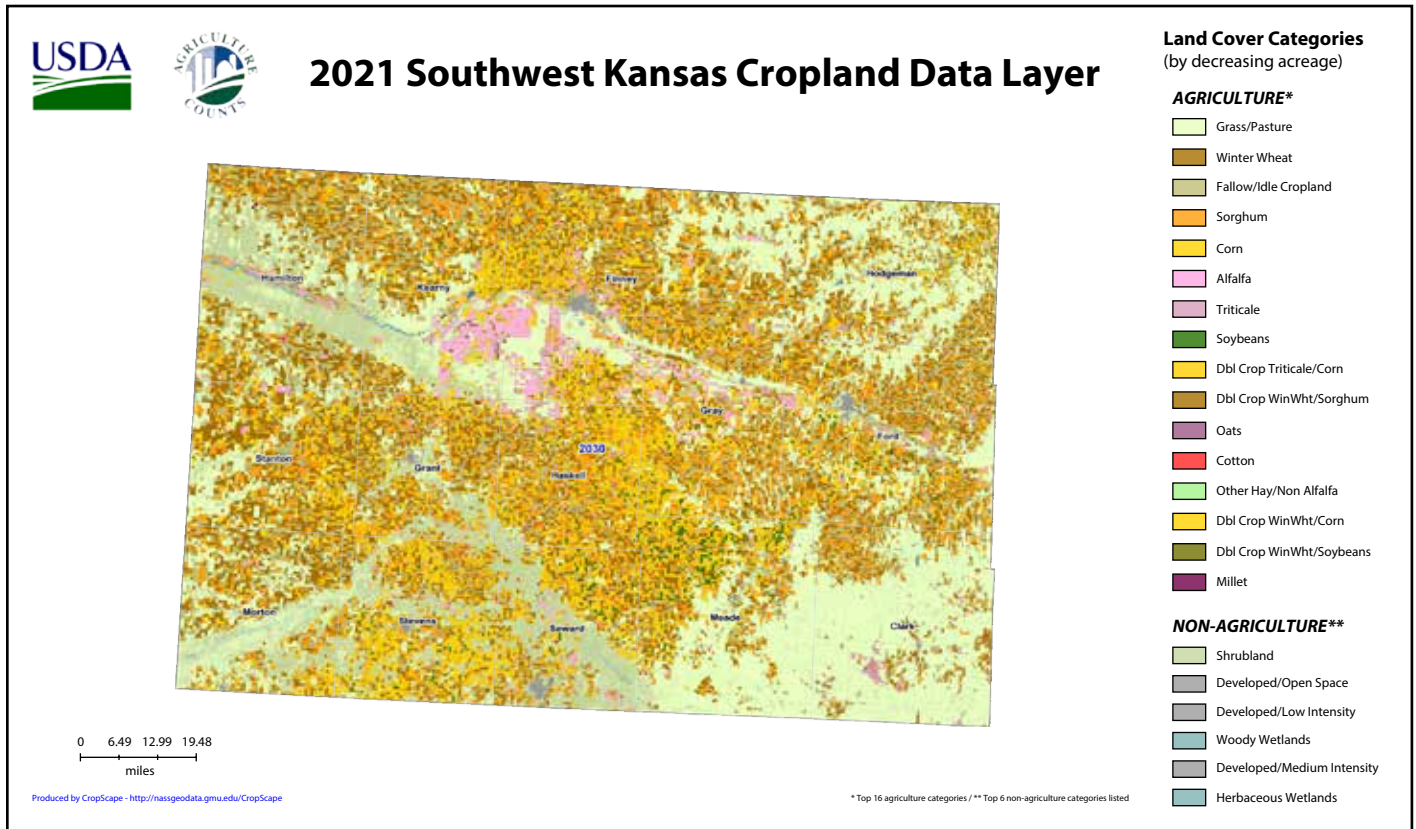 USDA
AGRICULTURE
COUNTS
2021 Southwest Kansas Cropland Data Layer
Land Cover Categories
(by decreasing acreage)
AGRICULTURE*
Grass/Pasture
Winter Wheat
Fallow/Idle Cropland
Sorghum
Corn
Alfalfa
Triticale
Soybeans
Dbl Crop Triticale/Corn
Dbl Crop WinWht/Sorghum
Oats
Cotton
Other Hay/Non Alfalfa
Dbl Crop WinWht/Corn
Dbl Crop WinWht/Soybeans
Millet
NON-AGRICULTURE**
Shrubland
Developed/Open Space
Developed/Low Intensity
Woody Wetlands
Developed/Medium Intensity
Herbaceous Wetlands
Hamilton
Kearny
Finney
Hodgeman
Gray
Ford
Stanton
Grant
2030
Haskell
Morton
Stevens
Seward
Meade
Clark
0 6.49 12.99 19.48
miles
Produced by CropScape - http://nassgeodata.gmu.edu/CropScape
* Top 16 agriculture categories / ** Top 6 non-agriculture categories listed